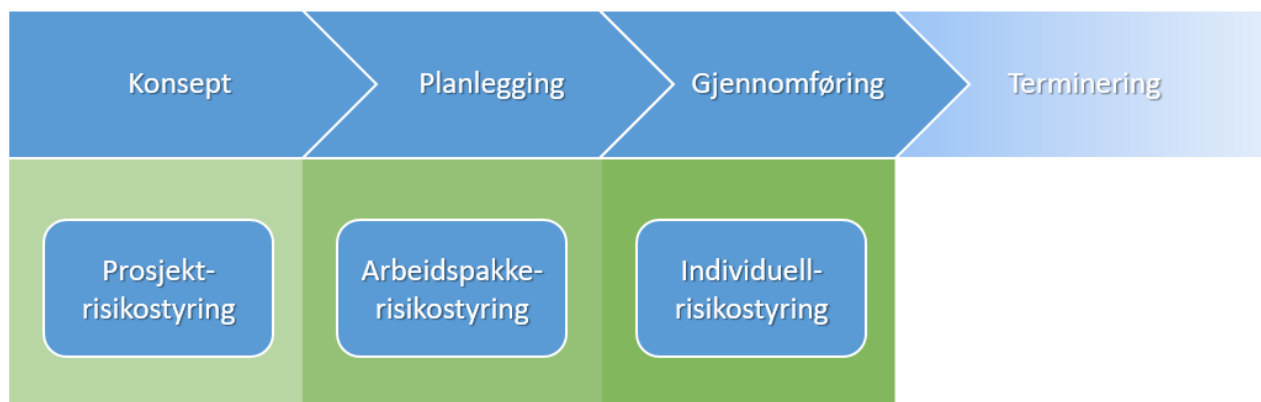 Konsept
Planlegging
Gjennomføring
Terminering
Prosjekt-
risikostyring
Arbeidspakke-
risikostyring
Individuell-
risikostyring